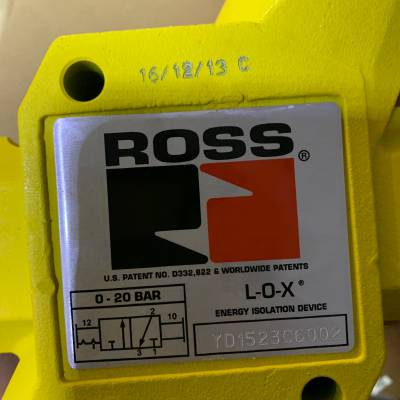 16/12/13 C
ROSS®
U.S. PATENT NO. D332,822 & WORLDWIDE PATENTS
0 - 20 BAR
L-O-X®
ENERGY ISOLATION DEVICE
12 2 10
3 1
YD1523C6002